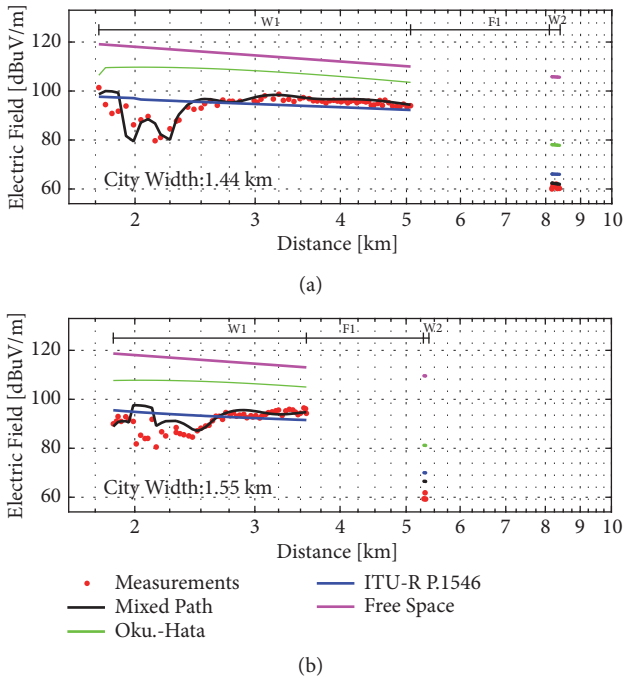 W1 F1 W2
120
100
80
60
Electric Field [dBuV/m]
City Width:1.44 km
2 3 4 5 6 7 8 9 10
Distance [km]
(a)
W1 F1 W2
120
100
80
60
Electric Field [dBuV/m]
City Width:1.55 km
2 3 4 5 6 7 8 9 10
Distance [km]
Measurements
Mixed Path
Oku.-Hata
ITU-R P.1546
Free Space
(b)